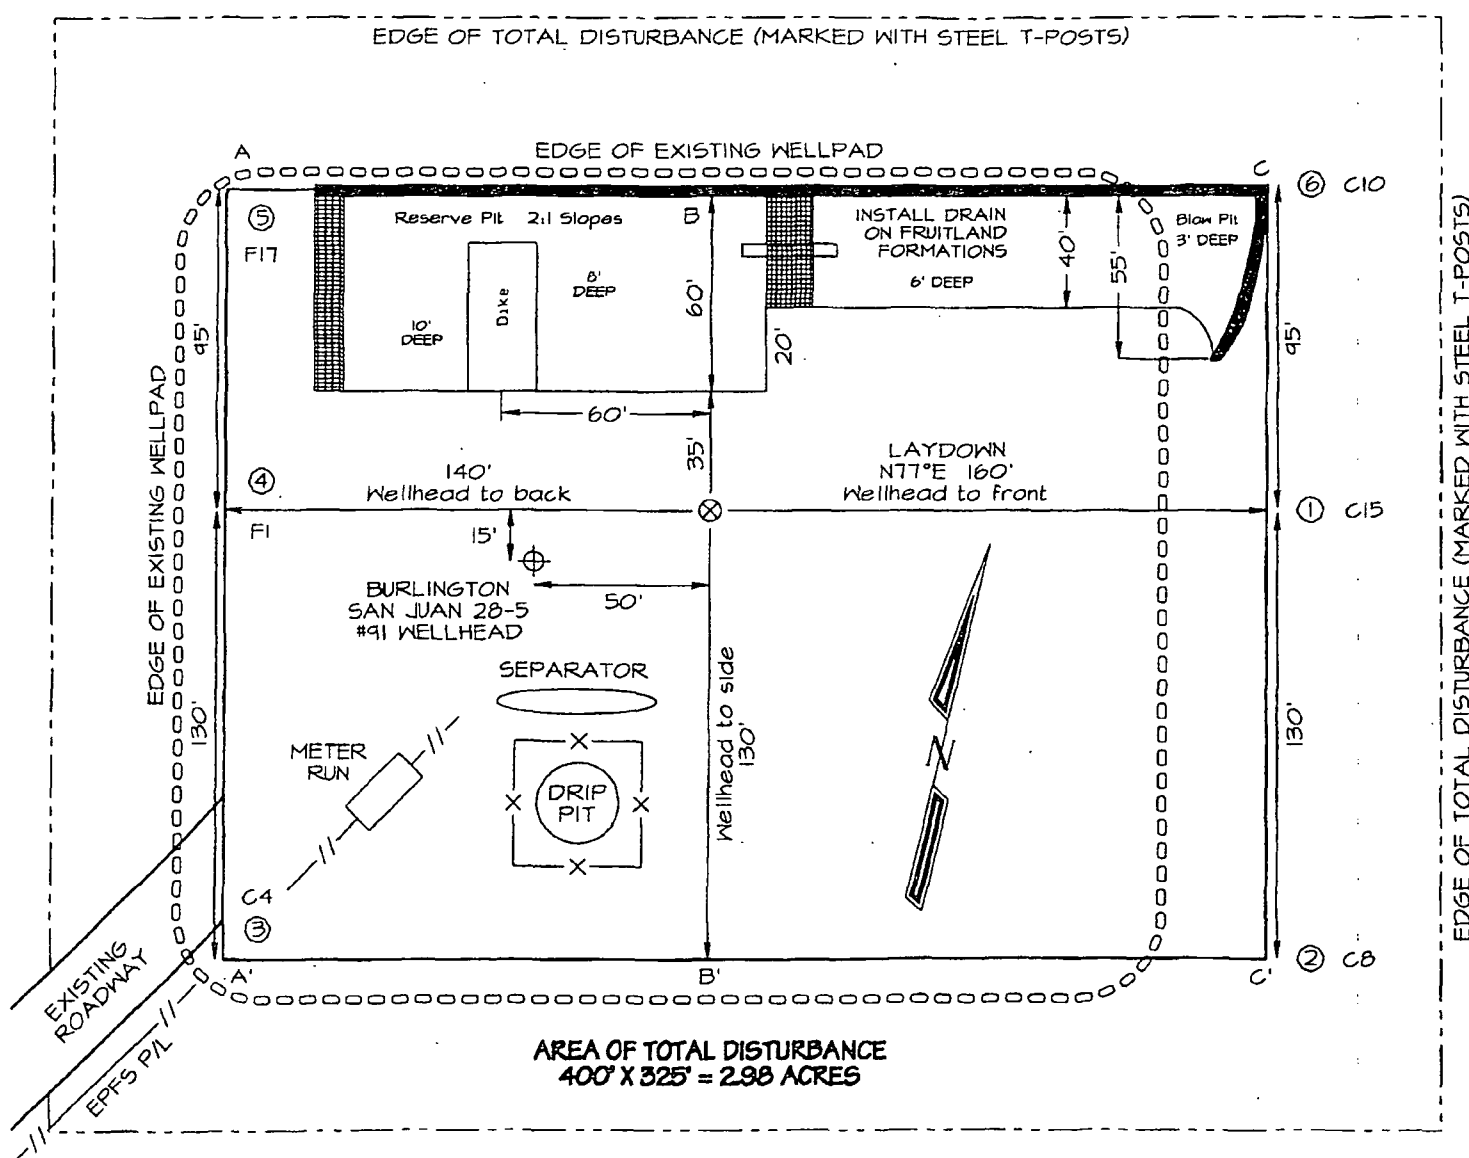 EDGE OF TOTAL DISTURBANCE (MARKED WITH STEEL T-POSTS)
A
EDGE OF EXISTING WELLPAD
C
5
F17
Reserve Pit 2:1 Slopes
B
INSTALL DRAIN
ON FRUITLAND
FORMATIONS
6' DEEP
Blow Pit
3' DEEP
6 C10
8'
DEEP
Dike
10'
DEEP
60'
20'
40'
55'
95'
95'
60'
35'
EDGE OF EXISTING WELLPAD
EDGE OF TOTAL DISTURBANCE (MARKED WITH STEEL T-POSTS)
4
F1
140'
Wellhead to back
LAYDOWN
N77°E 160'
Wellhead to front
1 C15
15'
50'
BURLINGTON
SAN JUAN 28-5
#91 WELLHEAD
SEPARATOR
METER
RUN
DRIP
PIT
Wellhead to side
130'
130'
130'
N
C4
3
A'
B'
C'
2 C8
EXISTING
ROADWAY
EPFS P/L
AREA OF TOTAL DISTURBANCE
400' X 325' = 2.98 ACRES